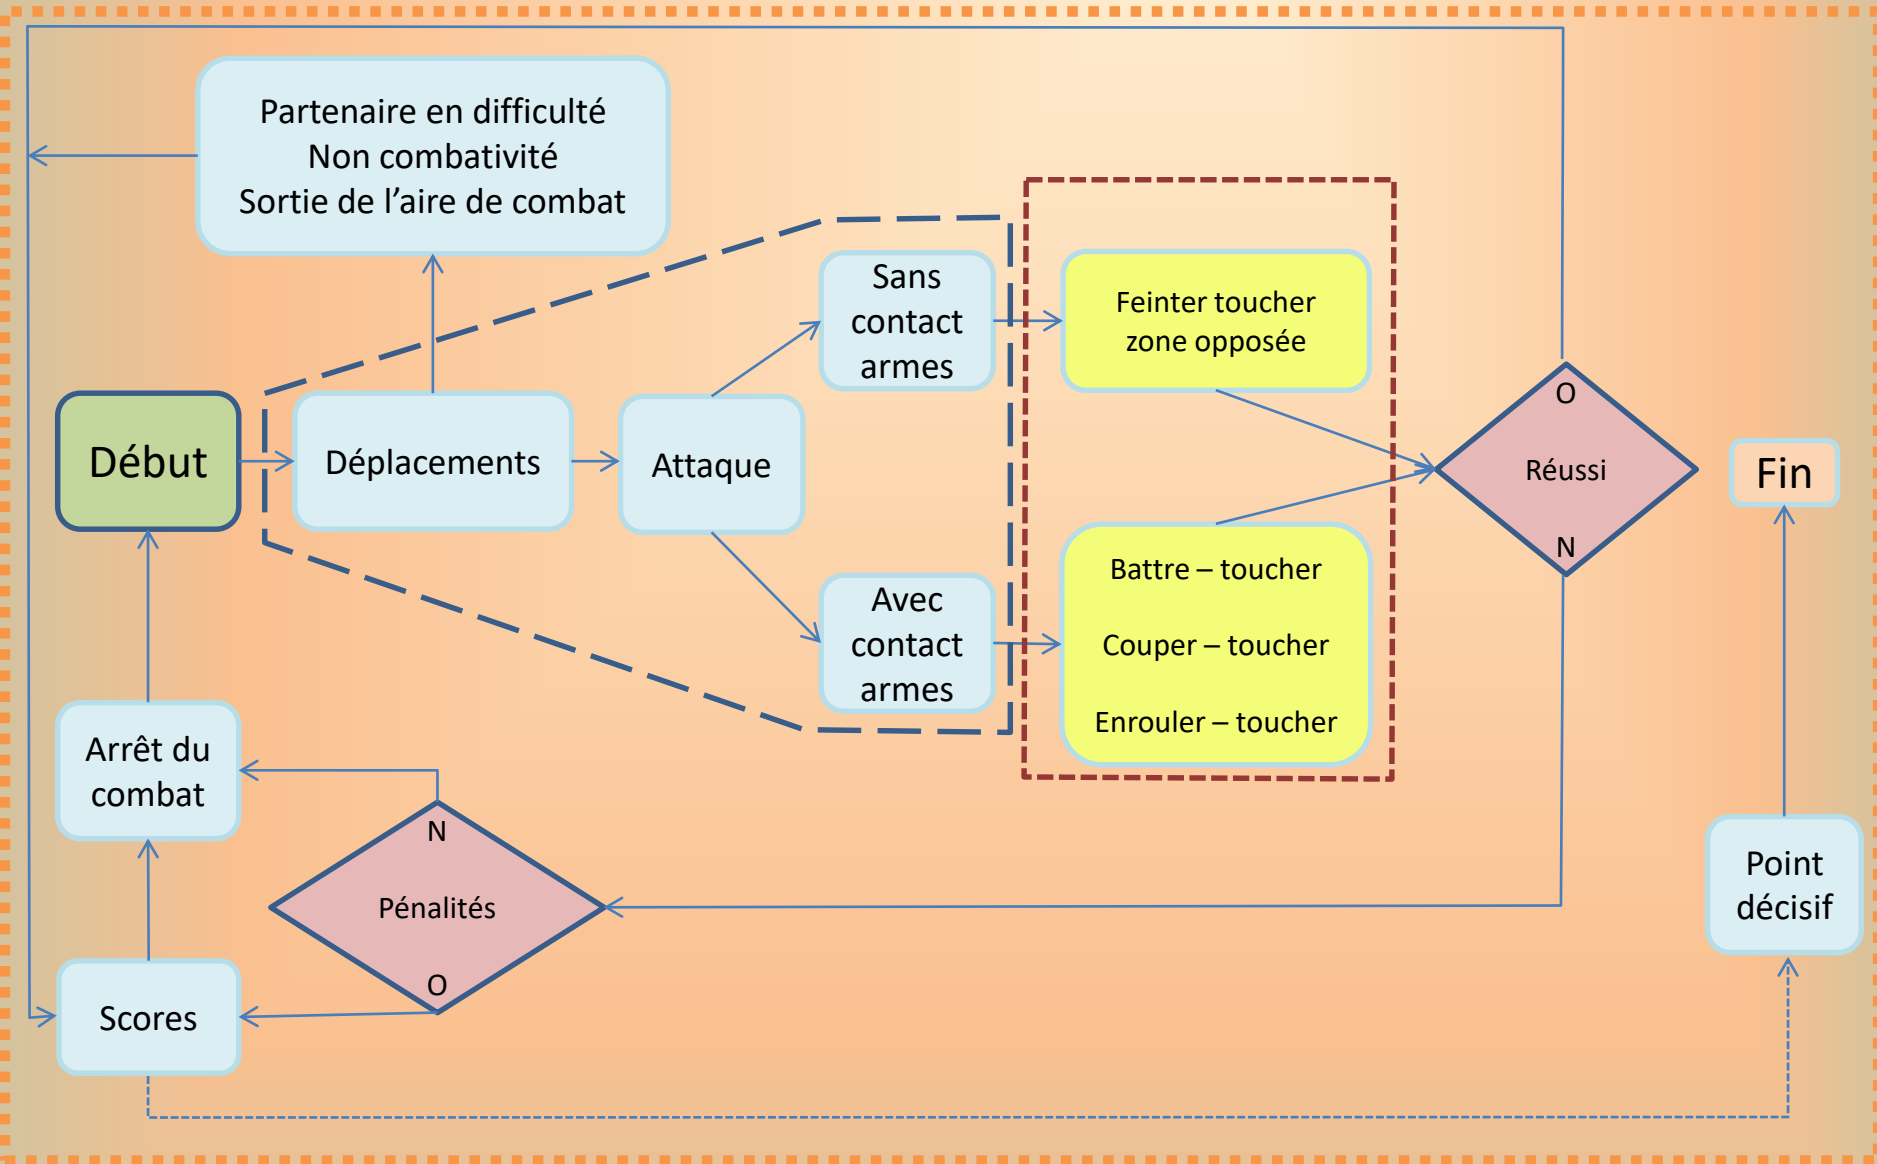 Partenaire en difficulté
Non combativité
Sortie de l’aire de combat
Sans
contact
armes
Feinter toucher
zone opposée
O
Réussi
N
Début
Déplacements
Attaque
Fin
Avec
contact
armes
Battre – toucher
Couper – toucher
Enrouler – toucher
Arrêt du
combat
N
Pénalités
O
Scores
Point
décisif